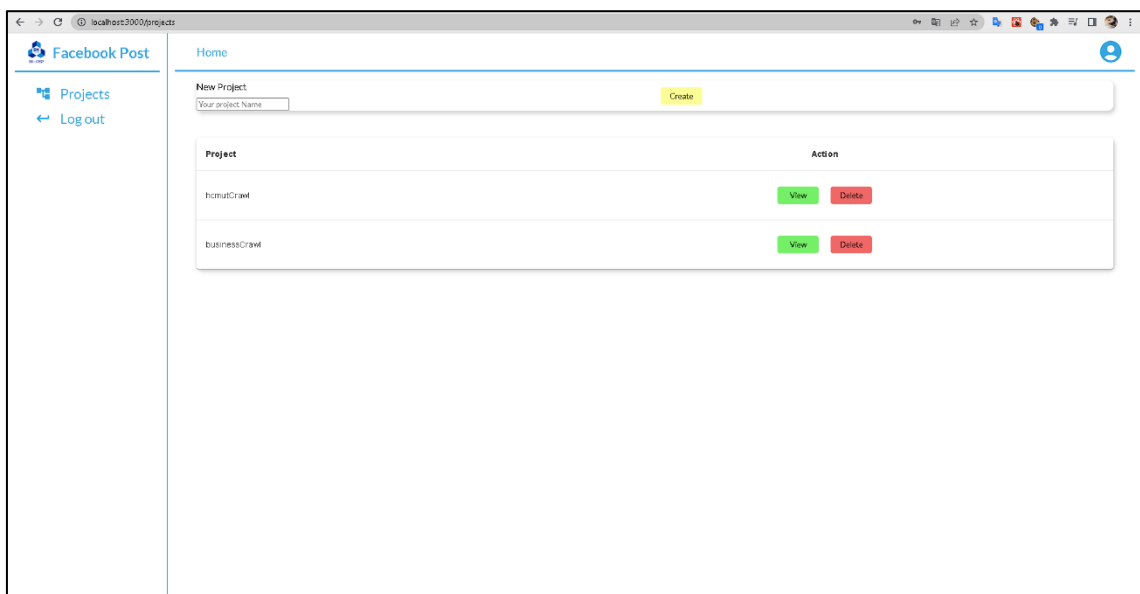 localhost:3000/projects
Facebook Post
Home
Projects
Log out
New Project
Your project Name
Create
Project
Action
hcmutCrawl
View
Delete
businessCrawl
View
Delete